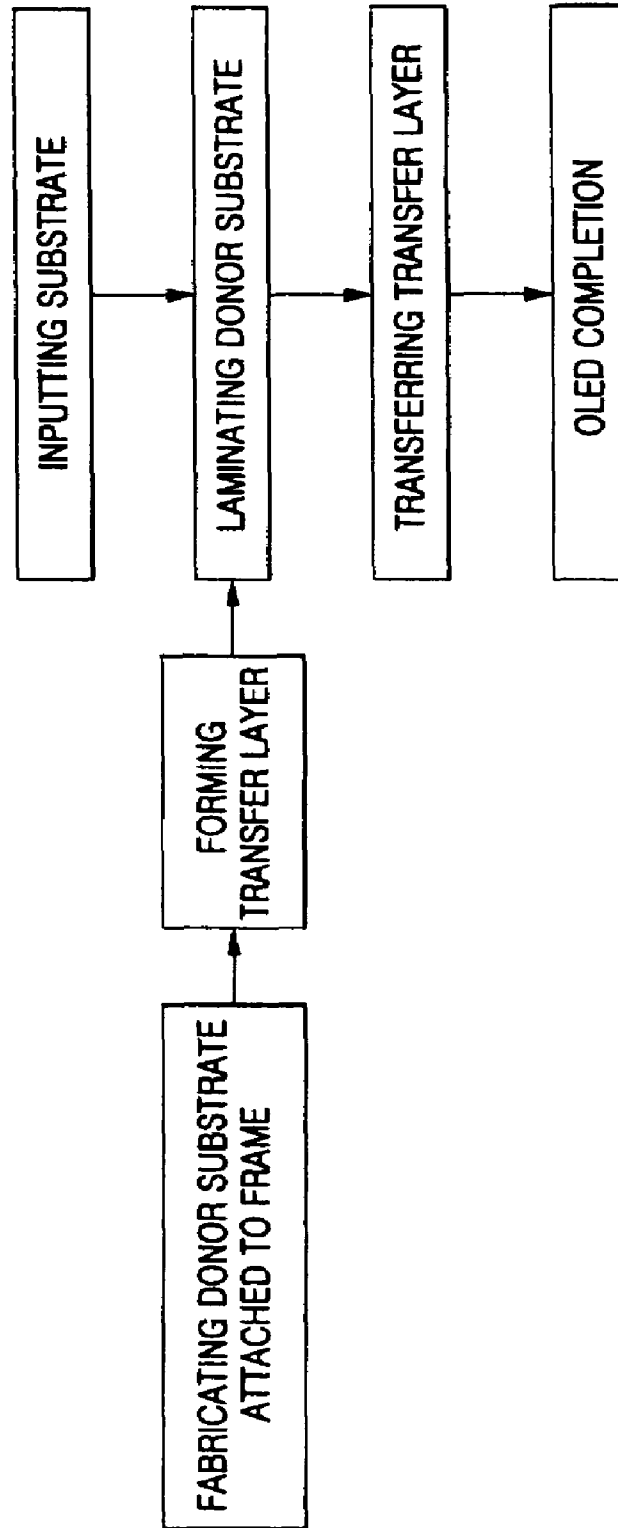 INPUTTING SUBSTRATE
FABRICATING DONOR SUBSTRATE
ATTACHED TO FRAME
FORMING
TRANSFER LAYER
LAMINATING DONOR SUBSTRATE
TRANSFERRING TRANSFER LAYER
OLED COMPLETION